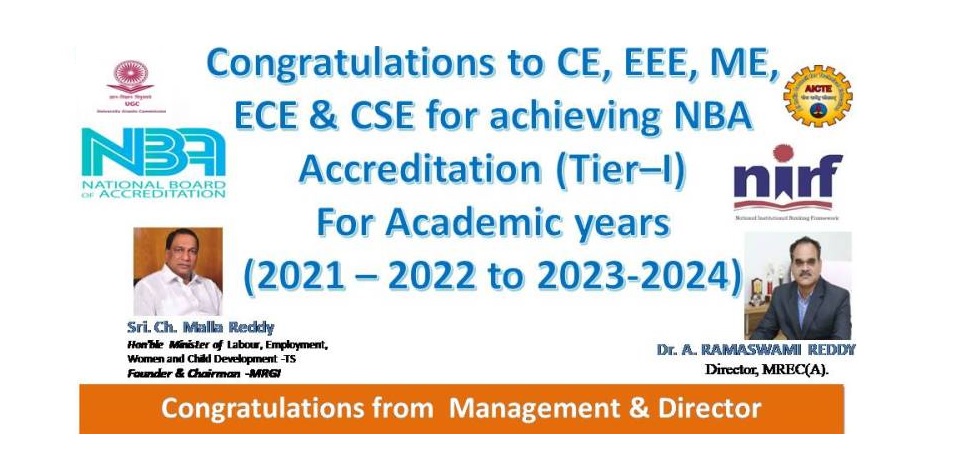 Congratulations to CE, EEE, ME,
ECE & CSE for achieving NBA
Accreditation (Tier–I)
For Academic years
(2021 – 2022 to 2023-2024)
UGC
University Grants Commission
NBA
NATIONAL BOARD
OF ACCREDITATION
AICTE
nirf
National Institutional Ranking Framework
Sri. Ch. Malla Reddy
Hon'ble Minister of Labour, Employment,
Women and Child Development -TS
Founder & Chairman -MRGI
Dr. A. RAMASWAMI REDDY
Director, MREC(A).
Congratulations from Management & Director